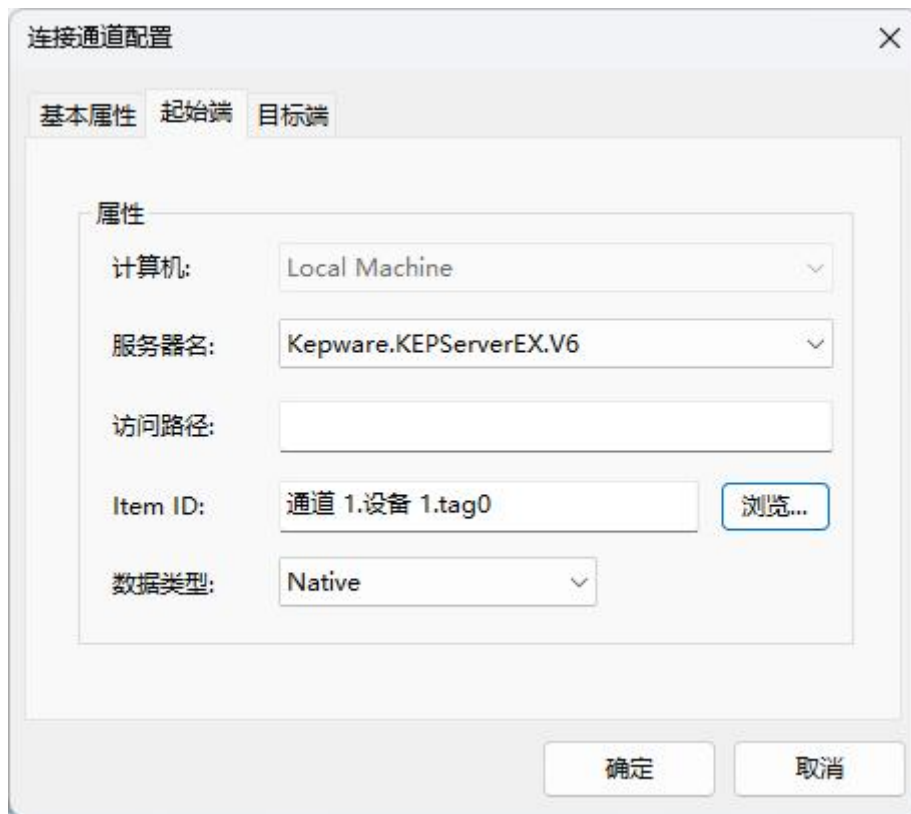 连接通道配置
基本属性 起始端 目标端
属性
计算机: Local Machine
服务器名: Kepware.KEPServerEX.V6
访问路径:
Item ID: 通道 1.设备 1.tag0 浏览...
数据类型: Native
确定 取消